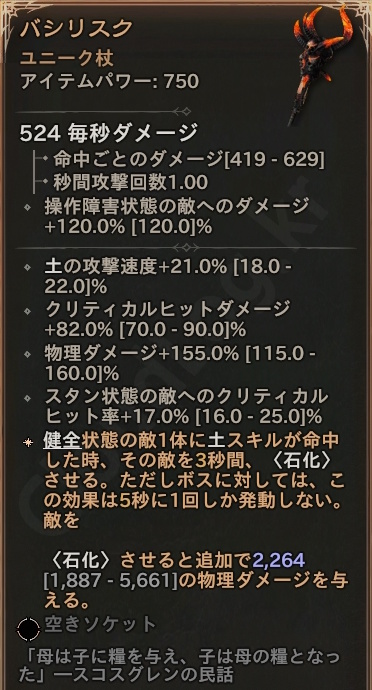 バシリスク
ユニーク杖
アイテムパワー: 750
524 毎秒ダメージ
命中ごとのダメージ[419 - 629]
秒間攻撃回数1.00
操作障害状態の敵へのダメージ
+120.0% [120.0]%
土の攻撃速度+21.0% [18.0 -
22.0]%
クリティカルヒットダメージ
+82.0% [70.0 - 90.0]%
物理ダメージ+155.0% [115.0 -
160.0]%
スタン状態の敵へのクリティカル
ヒット率+17.0% [16.0 - 25.0]%
健全状態の敵1体に土スキルが命中
した時、その敵を3秒間、〈石化〉
させる。ただしボスに対しては、こ
の効果は5秒に1回しか発動しない。
敵を
〈石化〉させると追加で2,264
[1,887 - 5,661]の物理ダメージを与
える。
空きソケット
「母は子に糧を与え、子は母の糧となっ
た」―スコスグレンの民話